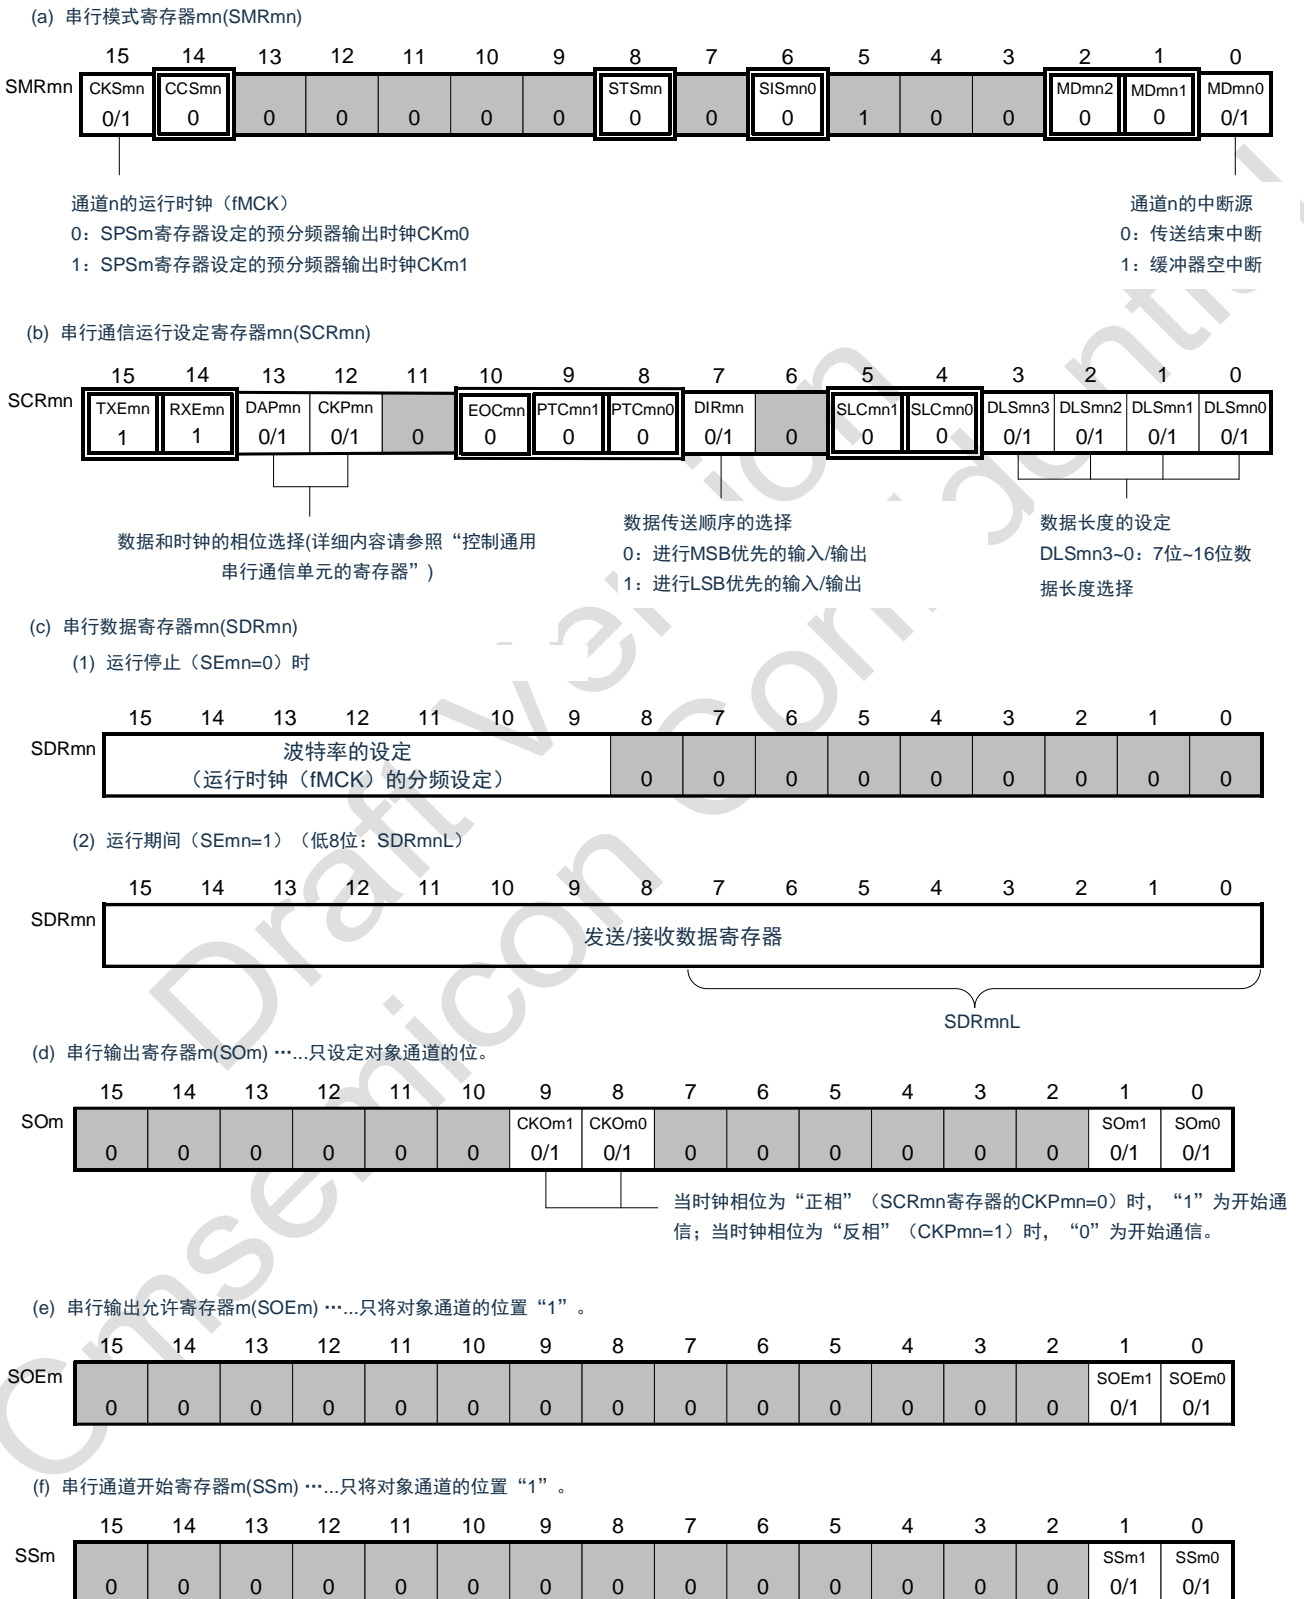 (a) 串行模式寄存器mn(SMRmn)
15 14 13 12 11 10 9 8 7 6 5 4 3 2 1 0
SMRmn CKSmn CCSmn STSmn SISmn0 MDmn2 MDmn1 MDmn0
0/1 0 0 0 0 0 0 0 0 0 1 0 0 0 0 0/1
通道n的运行时钟（fMCK） 通道n的中断源
0：SPSm寄存器设定的预分频器输出时钟CKm0 0：传送结束中断
1：SPSm寄存器设定的预分频器输出时钟CKm1 1：缓冲器空中断
(b) 串行通信运行设定寄存器mn(SCRmn)
15 14 13 12 11 10 9 8 7 6 5 4 3 2 1 0
SCRmn TXEmn RXEmn DAPmn CKPmn EOCmn PTCmn1 PTCmn0 DIRmn SLCmn1 SLCmn0 DLSmn3 DLSmn2 DLSmn1 DLSmn0
1 1 0/1 0/1 0 0 0 0 0/1 0 0 0 0/1 0/1 0/1 0/1
数据和时钟的相位选择(详细内容请参照“控制通用
串行通信单元的寄存器”)
数据传送顺序的选择
0：进行MSB优先的输入/输出
1：进行LSB优先的输入/输出
数据长度的设定
DLSmn3~0：7位~16位数
据长度选择
(c) 串行数据寄存器mn(SDRmn)
(1) 运行停止（SEmn=0）时
15 14 13 12 11 10 9 8 7 6 5 4 3 2 1 0
SDRmn 波特率的设定
（运行时钟（fMCK）的分频设定） 0 0 0 0 0 0 0 0 0
(2) 运行期间（SEmn=1）（低8位：SDRmnL）
15 14 13 12 11 10 9 8 7 6 5 4 3 2 1 0
SDRmn 发送/接收数据寄存器
SDRmnL
(d) 串行输出寄存器m(SOm) ⋯...只设定对象通道的位。
15 14 13 12 11 10 9 8 7 6 5 4 3 2 1 0
SOm CKOm1 CKOm0 SOm1 SOm0
0 0 0 0 0 0 0/1 0/1 0 0 0 0 0 0 0/1 0/1
当时钟相位为“正相”（SCRmn寄存器的CKPmn=0）时，“1”为开始通
信；当时钟相位为“反相”（CKPmn=1）时，“0”为开始通信。
(e) 串行输出允许寄存器m(SOEm) ⋯...只将对象通道的位置“1”。
15 14 13 12 11 10 9 8 7 6 5 4 3 2 1 0
SOEm SOEm1 SOEm0
0 0 0 0 0 0 0 0 0 0 0 0 0 0 0/1 0/1
(f) 串行通道开始寄存器m(SSm) ⋯...只将对象通道的位置“1”。
15 14 13 12 11 10 9 8 7 6 5 4 3 2 1 0
SSm SSm1 SSm0
0 0 0 0 0 0 0 0 0 0 0 0 0 0 0/1 0/1
Draft Version
Cmsemicon Confidential